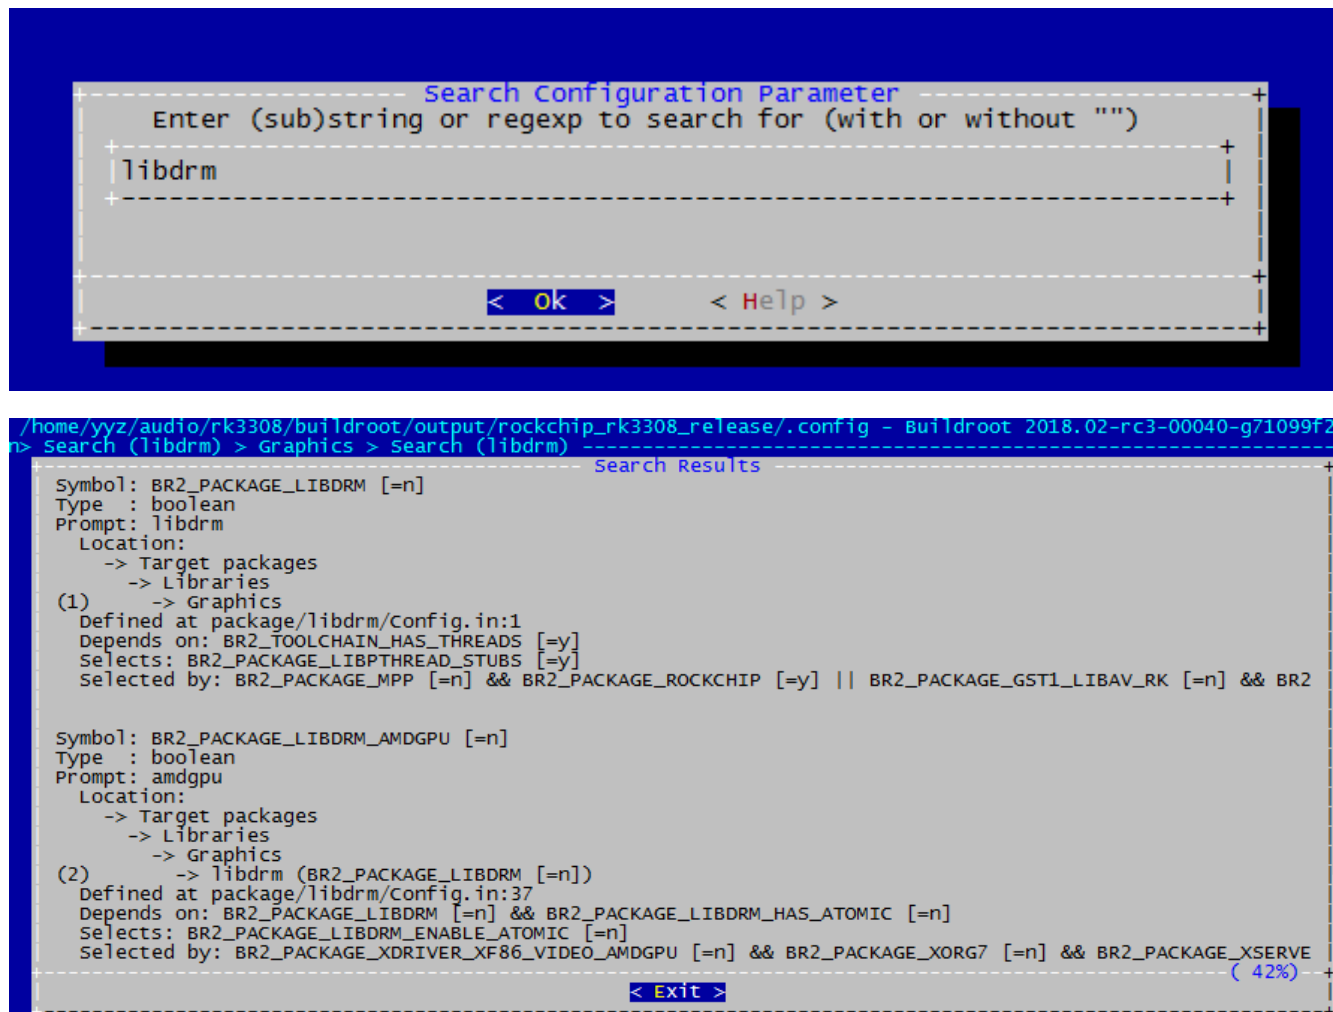 Search Configuration Parameter
Enter (sub)string or regexp to search for (with or without "")
libdrm
< Ok > < Help >
/home/yyz/audio/rk3308/buildroot/output/rockchip_rk3308_release/.config - Buildroot 2018.02-rc3-00040-g71099f2
n> Search (libdrm) > Graphics > Search (libdrm)
Search Results
Symbol: BR2_PACKAGE_LIBDRM [=n]
Type : boolean
Prompt: libdrm
Location:
-> Target packages
-> Libraries
(1) -> Graphics
Defined at package/libdrm/Config.in:1
Depends on: BR2_TOOLCHAIN_HAS_THREADS [=y]
Selects: BR2_PACKAGE_LIBPTHREAD_STUBS [=y]
Selected by: BR2_PACKAGE_MPP [=n] && BR2_PACKAGE_ROCKCHIP [=y] || BR2_PACKAGE_GST1_LIBAV_RK [=n] && BR2
Symbol: BR2_PACKAGE_LIBDRM_AMDGPU [=n]
Type : boolean
Prompt: amdgpu
Location:
-> Target packages
-> Libraries
-> Graphics
(2) -> libdrm (BR2_PACKAGE_LIBDRM [=n])
Defined at package/libdrm/Config.in:37
Depends on: BR2_PACKAGE_LIBDRM [=n] && BR2_PACKAGE_LIBDRM_HAS_ATOMIC [=n]
Selects: BR2_PACKAGE_LIBDRM_ENABLE_ATOMIC [=n]
Selected by: BR2_PACKAGE_XDRIVER_XF86_VIDEO_AMDGPU [=n] && BR2_PACKAGE_XORG7 [=n] && BR2_PACKAGE_XSERVE
( 42%)
< Exit >